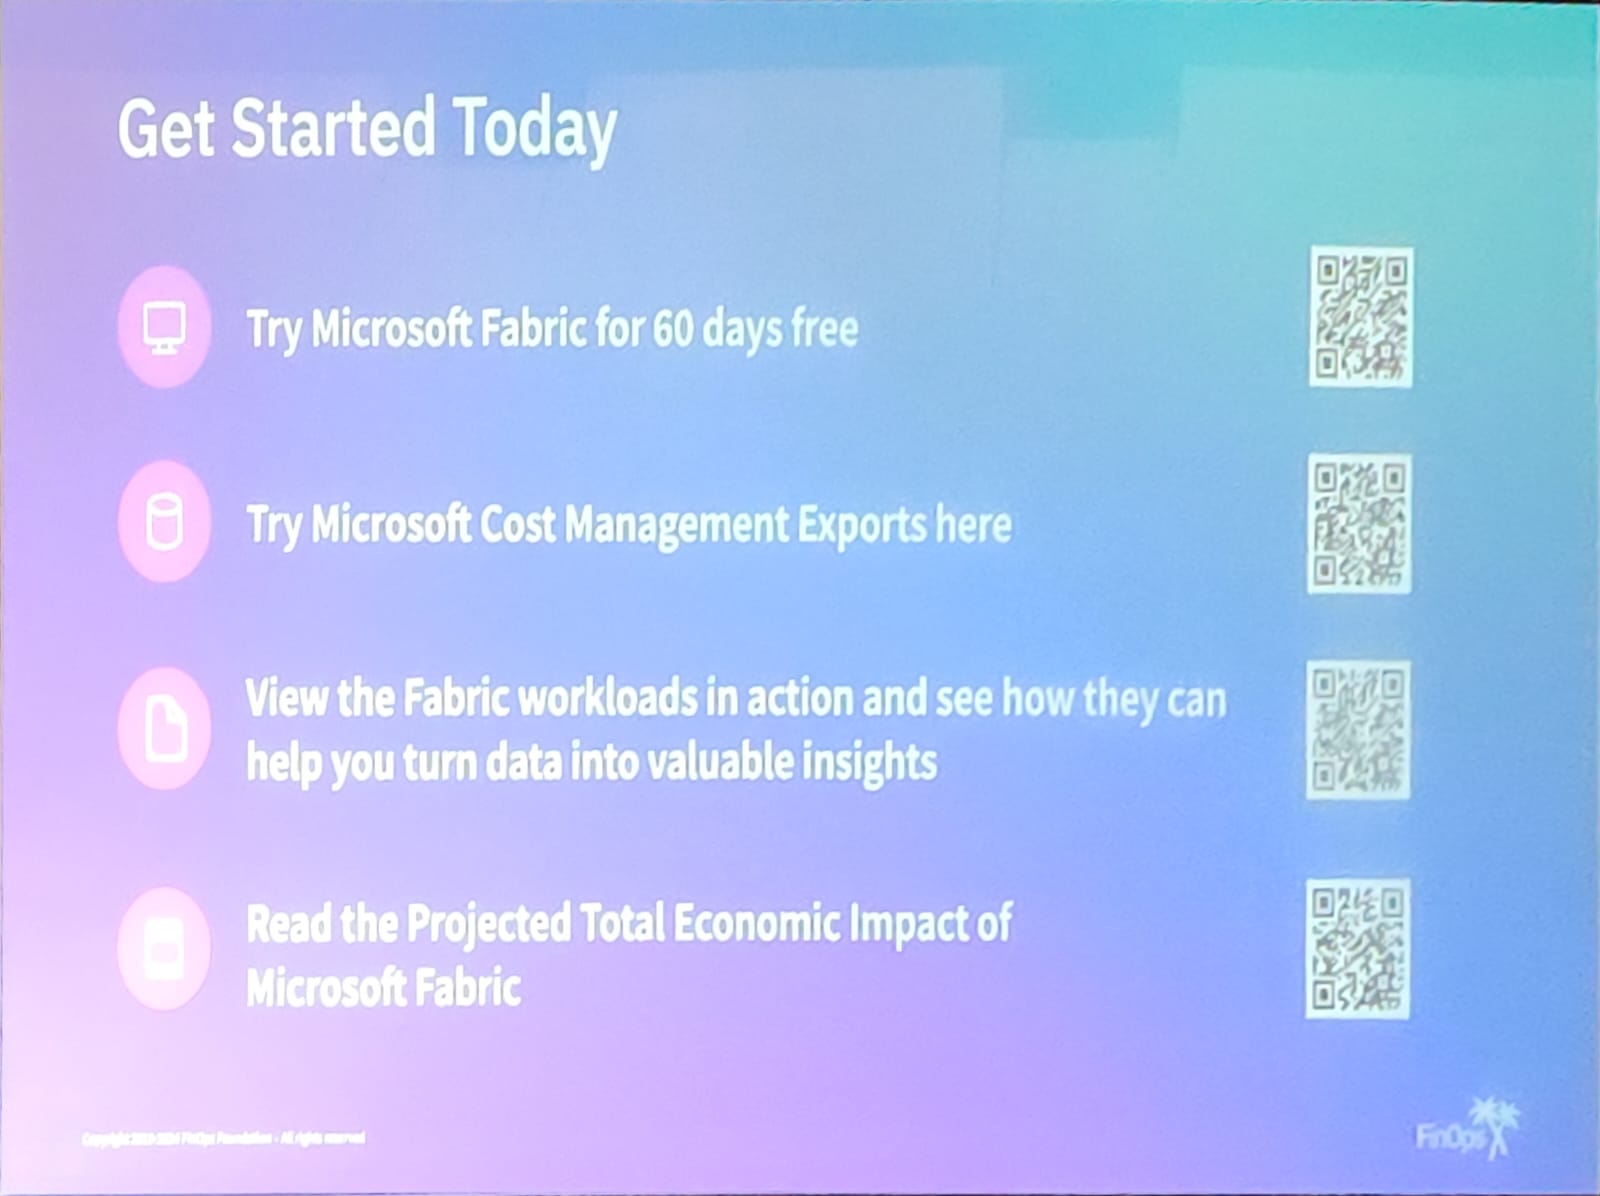 Get Started Today
Try Microsoft Fabric for 60 days free
Try Microsoft Cost Management Exports here
View the Fabric workloads in action and see how they can
help you turn data into valuable insights
Read the Projected Total Economic Impact of
Microsoft Fabric
Copyright FinOps Foundation - All rights reserved
FinOps X